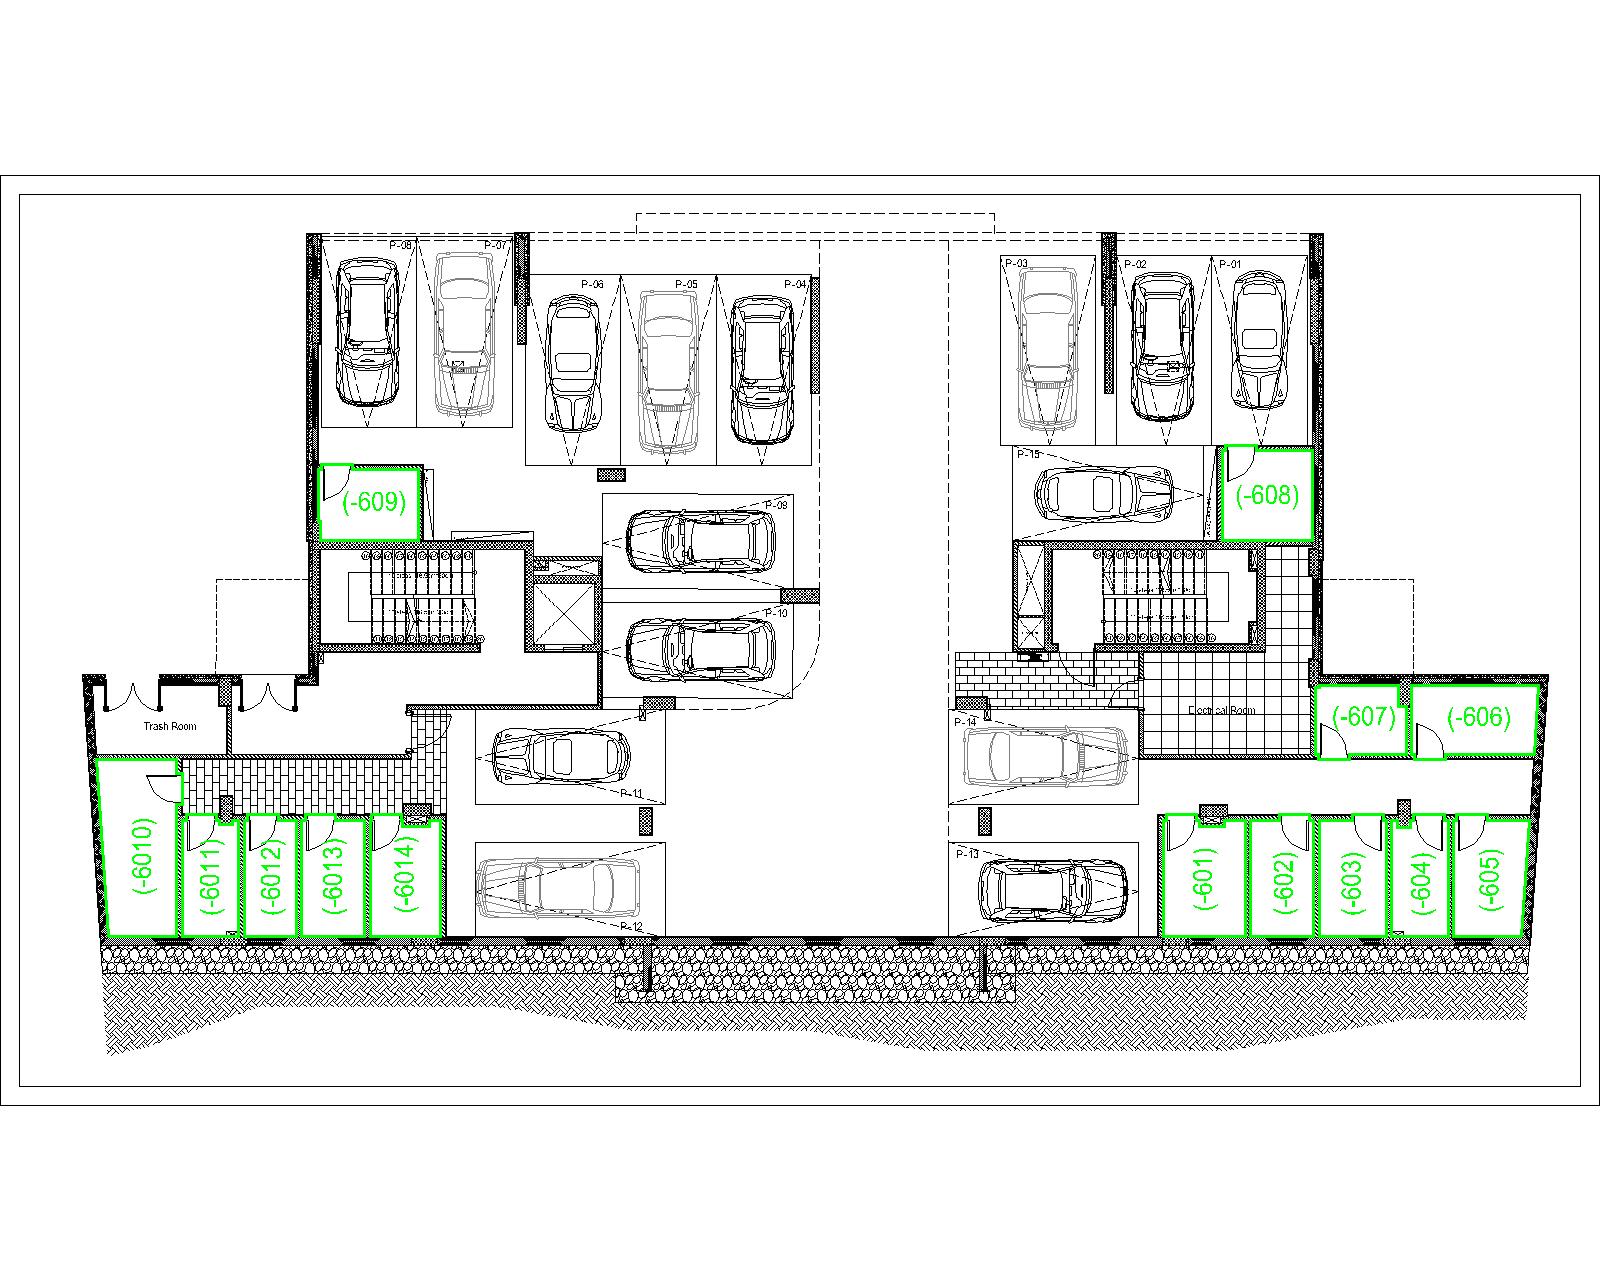 P-08
P-07
P-06
P-05
P-04
P-03
P-02
P-01
P-15
(-609)
(-608)
P-09
P-10
Trash Room
Electrical Room
(-607)
(-606)
P-14
P-11
(-6010)
(-6011)
(-6012)
(-6013)
(-6014)
P-12
P-13
(-601)
(-602)
(-603)
(-604)
(-605)